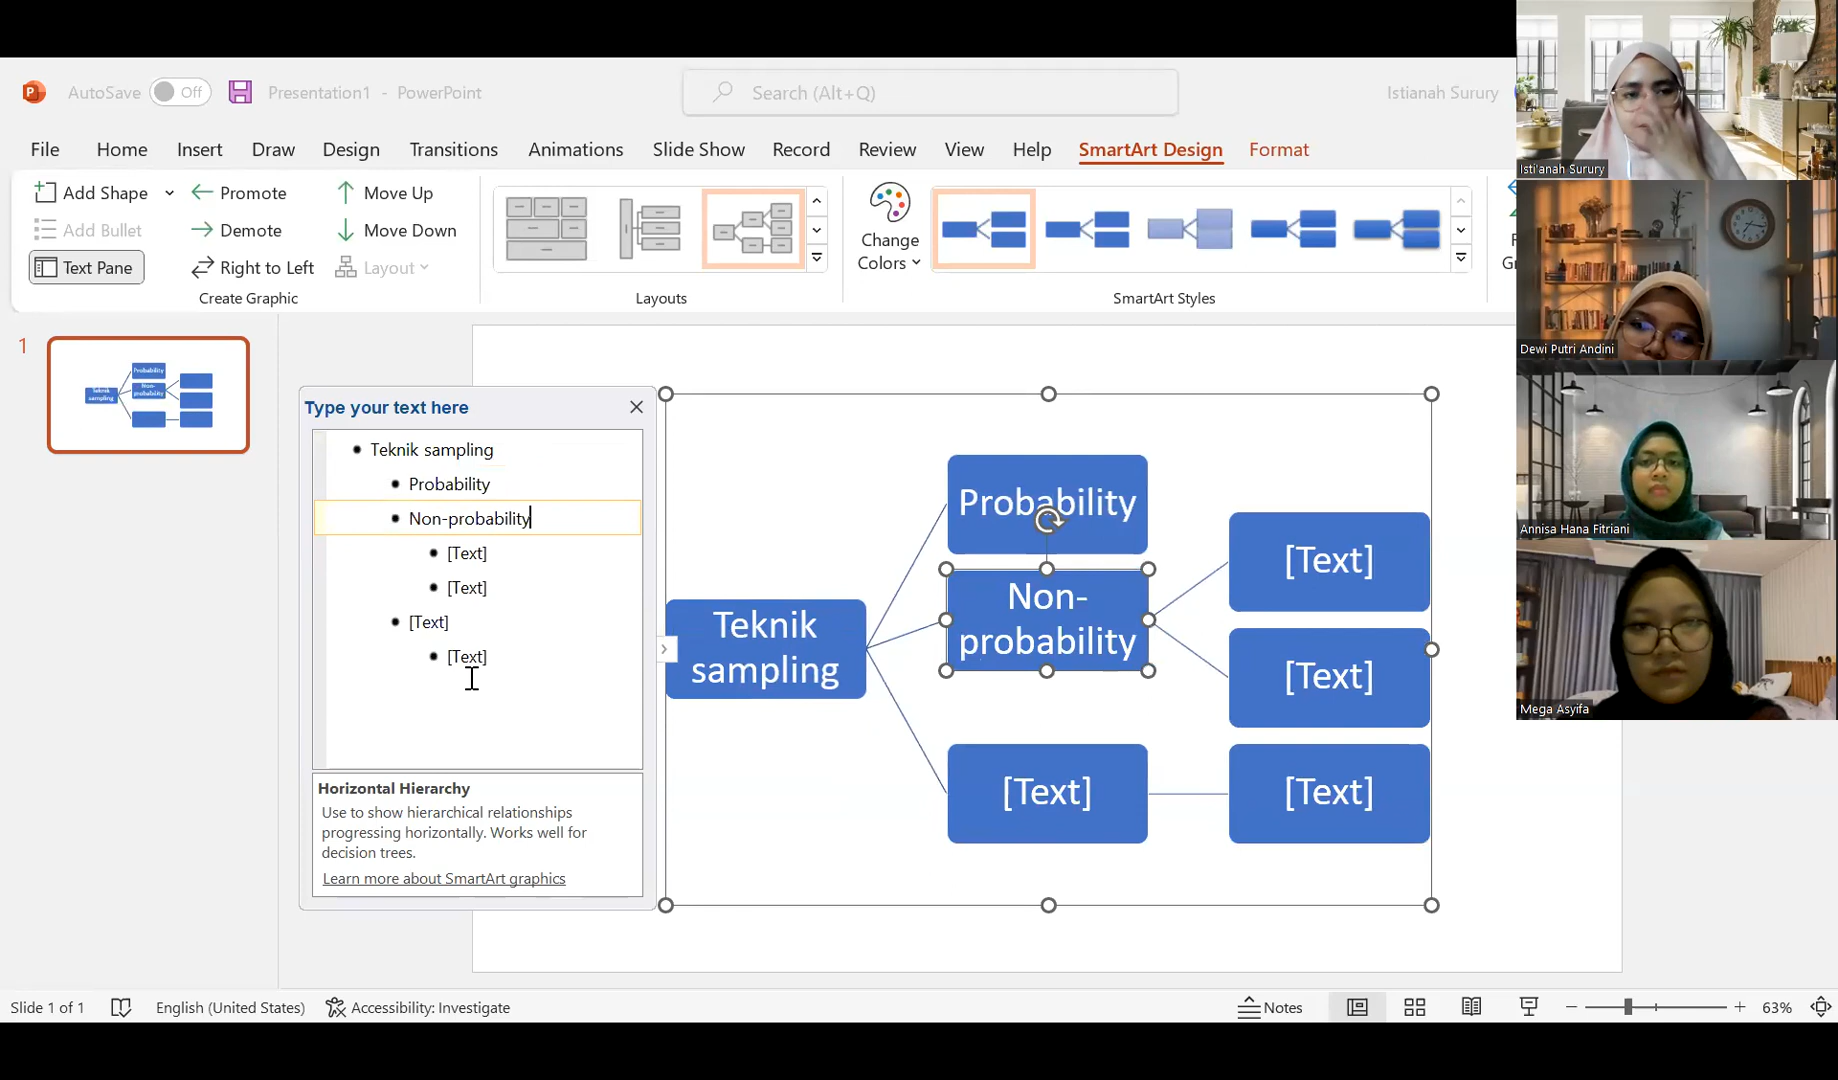 AutoSave Off Presentation1 - PowerPoint Search (Alt+Q) Istianah Surury
File Home Insert Draw Design Transitions Animations Slide Show Record Review View Help SmartArt Design Format
Add Shape Promote Move Up
Add Bullet Demote Move Down
Text Pane Right to Left Layout
Create Graphic
Layouts
Change
Colors
SmartArt Styles
1
Probability
Teknik
sampling
Non-
probability
Type your text here
Teknik sampling
Probability
Non-probability
[Text]
[Text]
[Text]
[Text]
Horizontal Hierarchy
Use to show hierarchical relationships
progressing horizontally. Works well for
decision trees.
Learn more about SmartArt graphics
Teknik
sampling
Probability
Non-
probability
[Text]
[Text]
[Text]
[Text]
Isti'anah Surury
Dewi Putri Andini
Annisa Hana Fitriani
Mega Asyifa
Slide 1 of 1 English (United States) Accessibility: Investigate Notes 63%